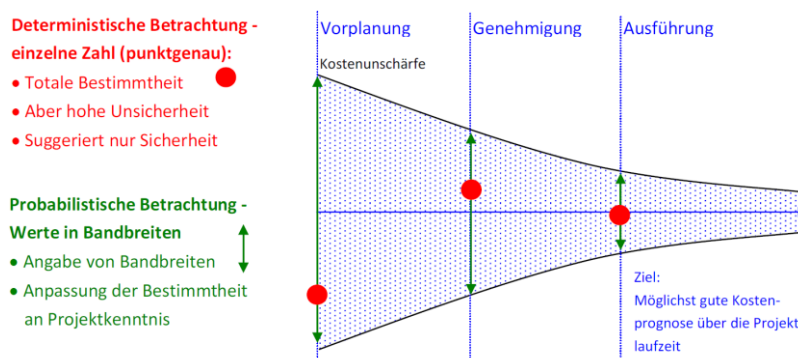 Deterministische Betrachtung -
einzelne Zahl (punktgenau):
• Totale Bestimmtheit
• Aber hohe Unsicherheit
• Suggeriert nur Sicherheit
Probabilistische Betrachtung -
Werte in Bandbreiten
• Angabe von Bandbreiten
• Anpassung der Bestimmtheit
an Projektkenntnis
Vorplanung
Genehmigung
Ausführung
Kostenunschärfe
Ziel:
Möglichst gute Kosten-
prognose über die Projekt
laufzeit